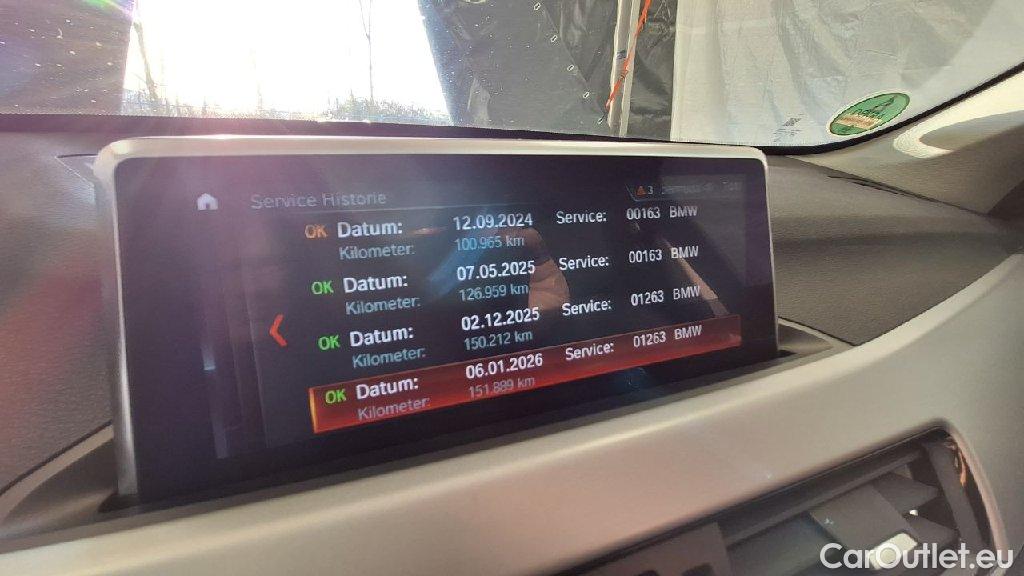 Service Historie
3
OK Datum: 12.09.2024 Service: 00163 BMW
Kilometer: 100.965 km
OK Datum: 07.05.2025 Service: 00163 BMW
Kilometer: 126.959 km
OK Datum: 02.12.2025 Service: 01263 BMW
Kilometer: 150.212 km
OK Datum: 06.01.2026 Service: 01263 BMW
Kilometer: 151.889 km
CarOutlet.eu